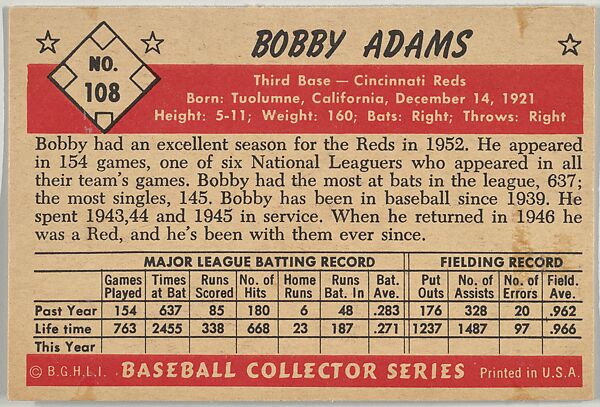 BOBBY ADAMS
NO.
108
Third Base — Cincinnati Reds
Born: Tuolumne, California, December 14, 1921
Height: 5-11; Weight: 160; Bats: Right; Throws: Right
Bobby had an excellent season for the Reds in 1952. He appeared
in 154 games, one of six National Leaguers who appeared in all
their team's games. Bobby had the most at bats in the league, 637;
the most singles, 145. Bobby has been in baseball since 1939. He
spent 1943,44 and 1945 in service. When he returned in 1946 he
was a Red, and he's been with them ever since.
MAJOR LEAGUE BATTING RECORD FIELDING RECORD
Games Times Runs No. of Home Runs Bat. Put No. of No. of Field.
Played at Bat Scored Hits Runs Bat. In Ave. Outs Assists Errors Ave.
Past Year 154 637 85 180 6 48 .283 176 328 20 .962
Life time 763 2455 338 668 23 187 .271 1237 1487 97 .966
This Year
© B.G.H.L.I. BASEBALL COLLECTOR SERIES Printed in U.S.A.